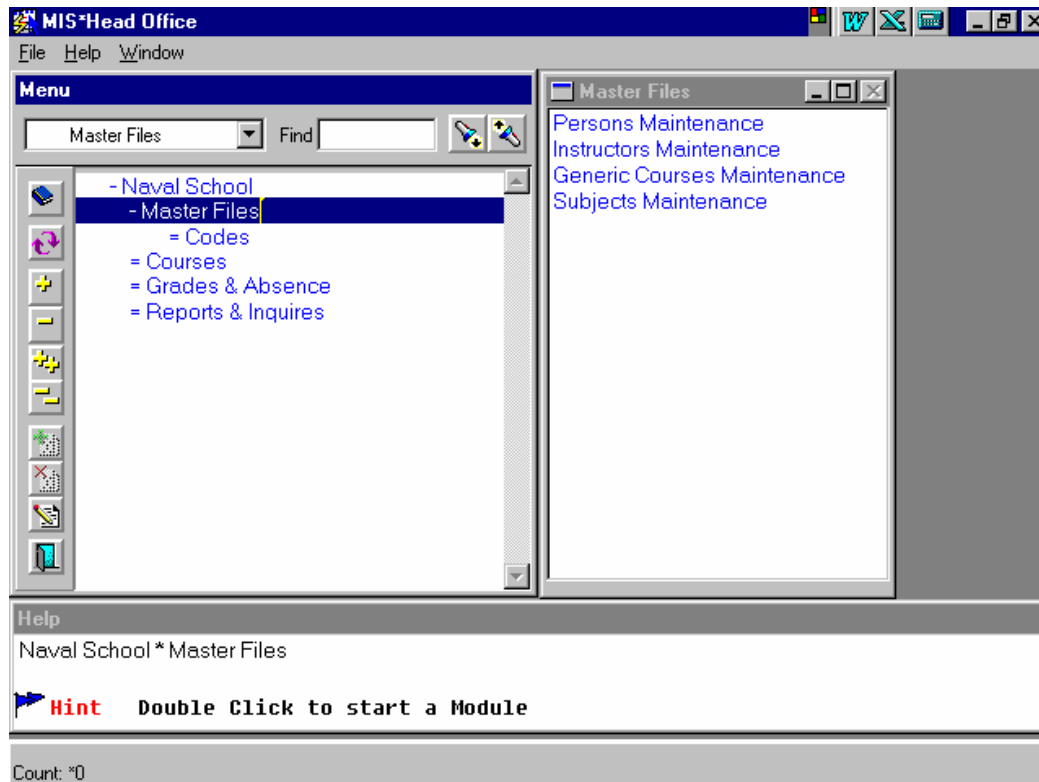 MIS*Head Office
File Help Window
Menu
Master Files Find
- Naval School
- Master Files
= Codes
= Courses
= Grades & Absence
= Reports & Inquires
Master Files
Persons Maintenance
Instructors Maintenance
Generic Courses Maintenance
Subjects Maintenance
Help
Naval School * Master Files
Hint Double Click to start a Module
Count: *0